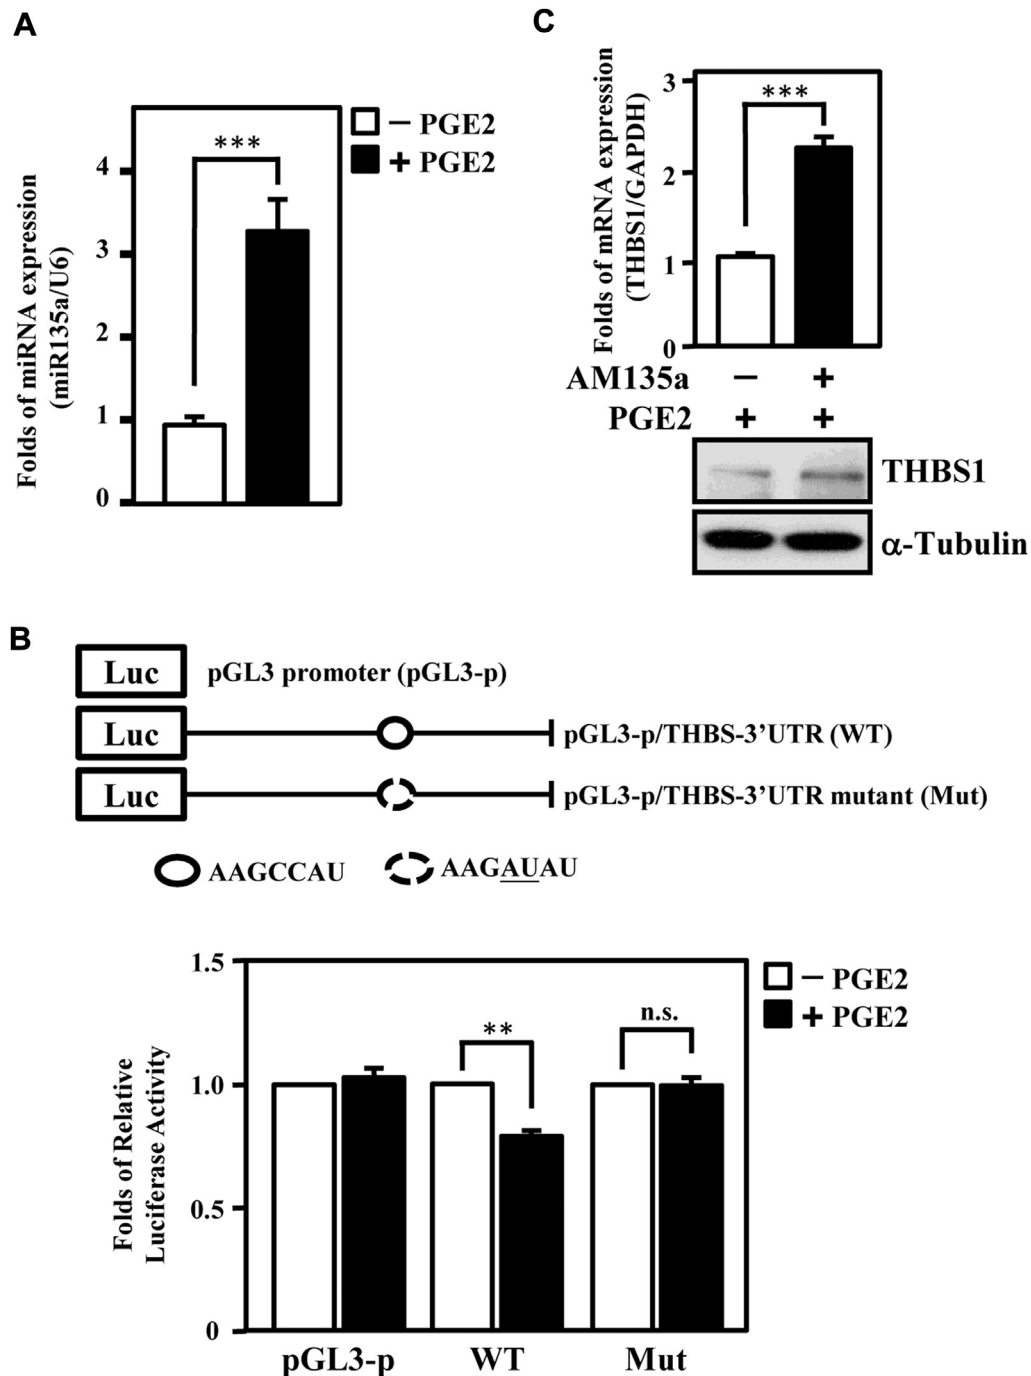 A
Folds of miRNA expression
(miR135a/U6)
4
3
2
1
0
***
– PGE2
+ PGE2
C
Folds of mRNA expression
(THBS1/GAPDH)
3
2
1
0
***
AM135a – +
PGE2 + +
THBS1
α-Tubulin
B
Luc pGL3 promoter (pGL3-p)
Luc pGL3-p/THBS-3’UTR (WT)
Luc pGL3-p/THBS-3’UTR mutant (Mut)
AAGCCAU AAGAUAU
Folds of Relative
Luciferase Activity
1.5
1.0
0.5
0
**
n.s.
– PGE2
+ PGE2
pGL3-p WT Mut